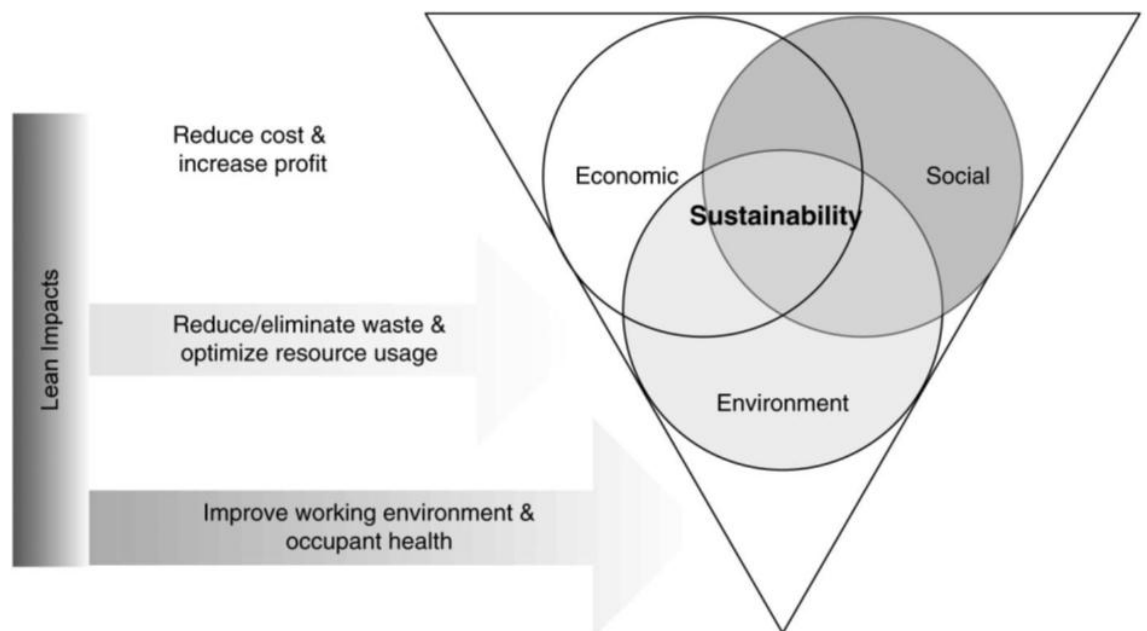 Lean Impacts
Reduce cost &
increase profit
Reduce/eliminate waste &
optimize resource usage
Improve working environment &
occupant health
Economic
Social
Sustainability
Environment